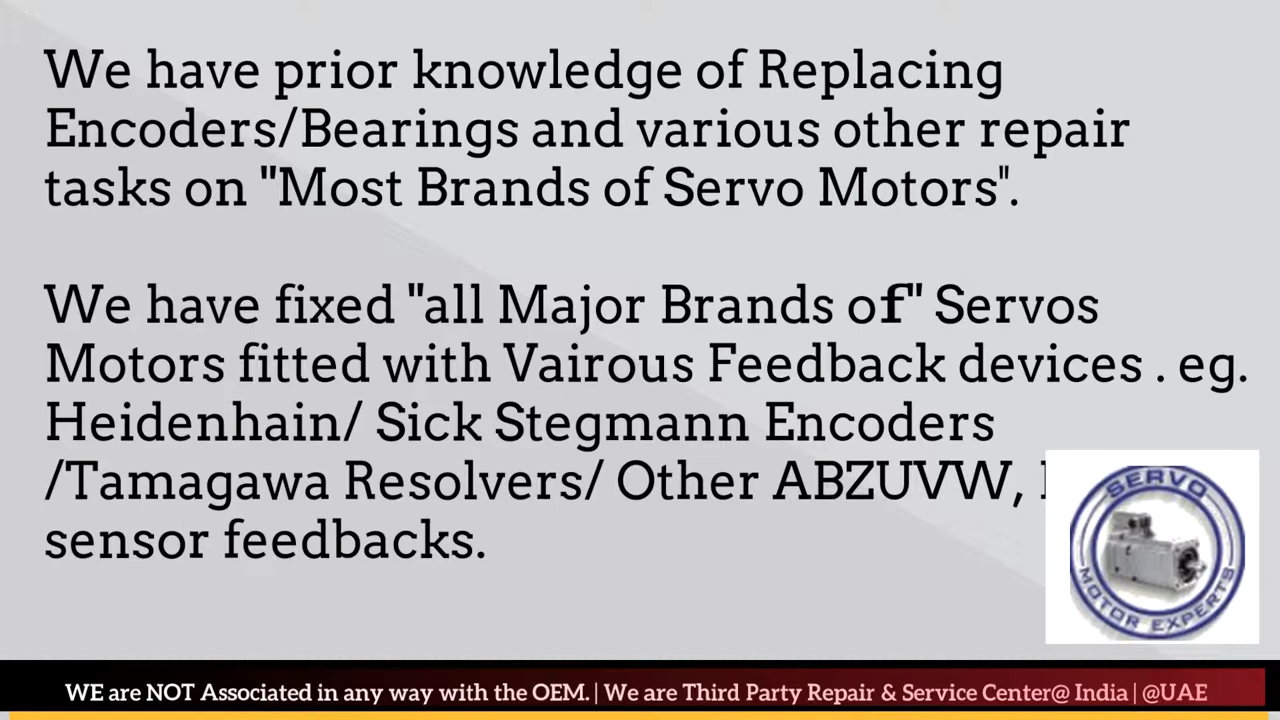 We have prior knowledge of Replacing
Encoders/Bearings and various other repair
tasks on "Most Brands of Servo Motors".
We have fixed "all Major Brands of" Servos
Motors fitted with Vairous Feedback devices . eg.
Heidenhain/ Sick Stegmann Encoders
/Tamagawa Resolvers/ Other ABZUVW,
sensor feedbacks.
SERVO
MOTOR EXPERTS
WE are NOT Associated in any way with the OEM. | We are Third Party Repair & Service Center@ India | @UAE